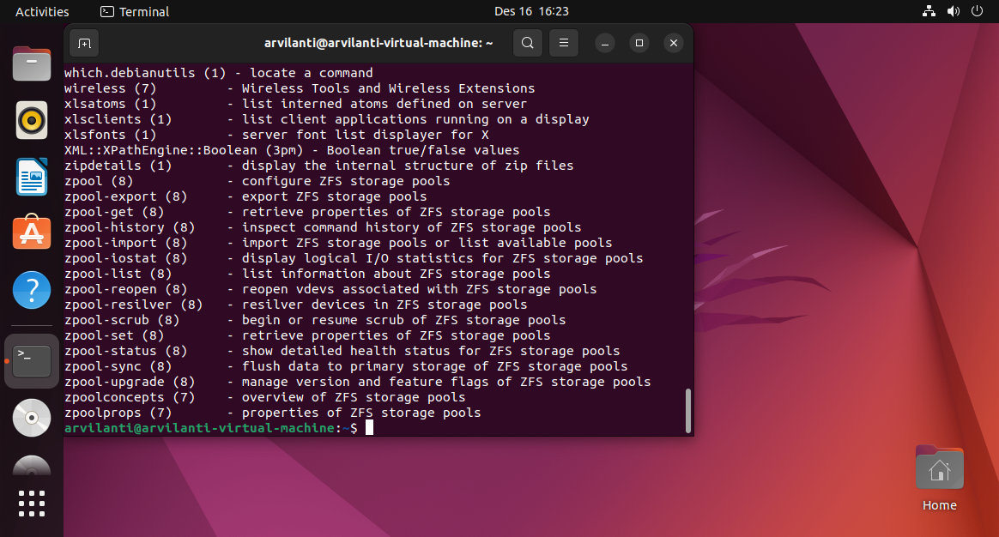 Activities
Terminal
Des 16 16:23
arvilanti@arvilanti-virtual-machine: ~
which.debianutils (1) - locate a command
wireless (7)         - Wireless Tools and Wireless Extensions
xlsatoms (1)         - list interned atoms defined on server
xlsclients (1)       - list client applications running on a display
xlsfonts (1)         - server font list displayer for X
XML::XPathEngine::Boolean (3pm) - Boolean true/false values
zipdetails (1)       - display the internal structure of zip files
zpool (8)            - configure ZFS storage pools
zpool-export (8)     - export ZFS storage pools
zpool-get (8)        - retrieve properties of ZFS storage pools
zpool-history (8)    - inspect command history of ZFS storage pools
zpool-import (8)     - import ZFS storage pools or list available pools
zpool-iostat (8)     - display logical I/O statistics for ZFS storage pools
zpool-list (8)       - list information about ZFS storage pools
zpool-reopen (8)     - reopen vdevs associated with ZFS storage pools
zpool-resilver (8)   - resilver devices in ZFS storage pools
zpool-scrub (8)      - begin or resume scrub of ZFS storage pools
zpool-set (8)        - retrieve properties of ZFS storage pools
zpool-status (8)     - show detailed health status for ZFS storage pools
zpool-sync (8)       - flush data to primary storage of ZFS storage pools
zpool-upgrade (8)    - manage version and feature flags of ZFS storage pools
zpoolconcepts (7)    - overview of ZFS storage pools
zpoolprops (7)       - properties of ZFS storage pools
arvilanti@arvilanti-virtual-machine:~$
Home